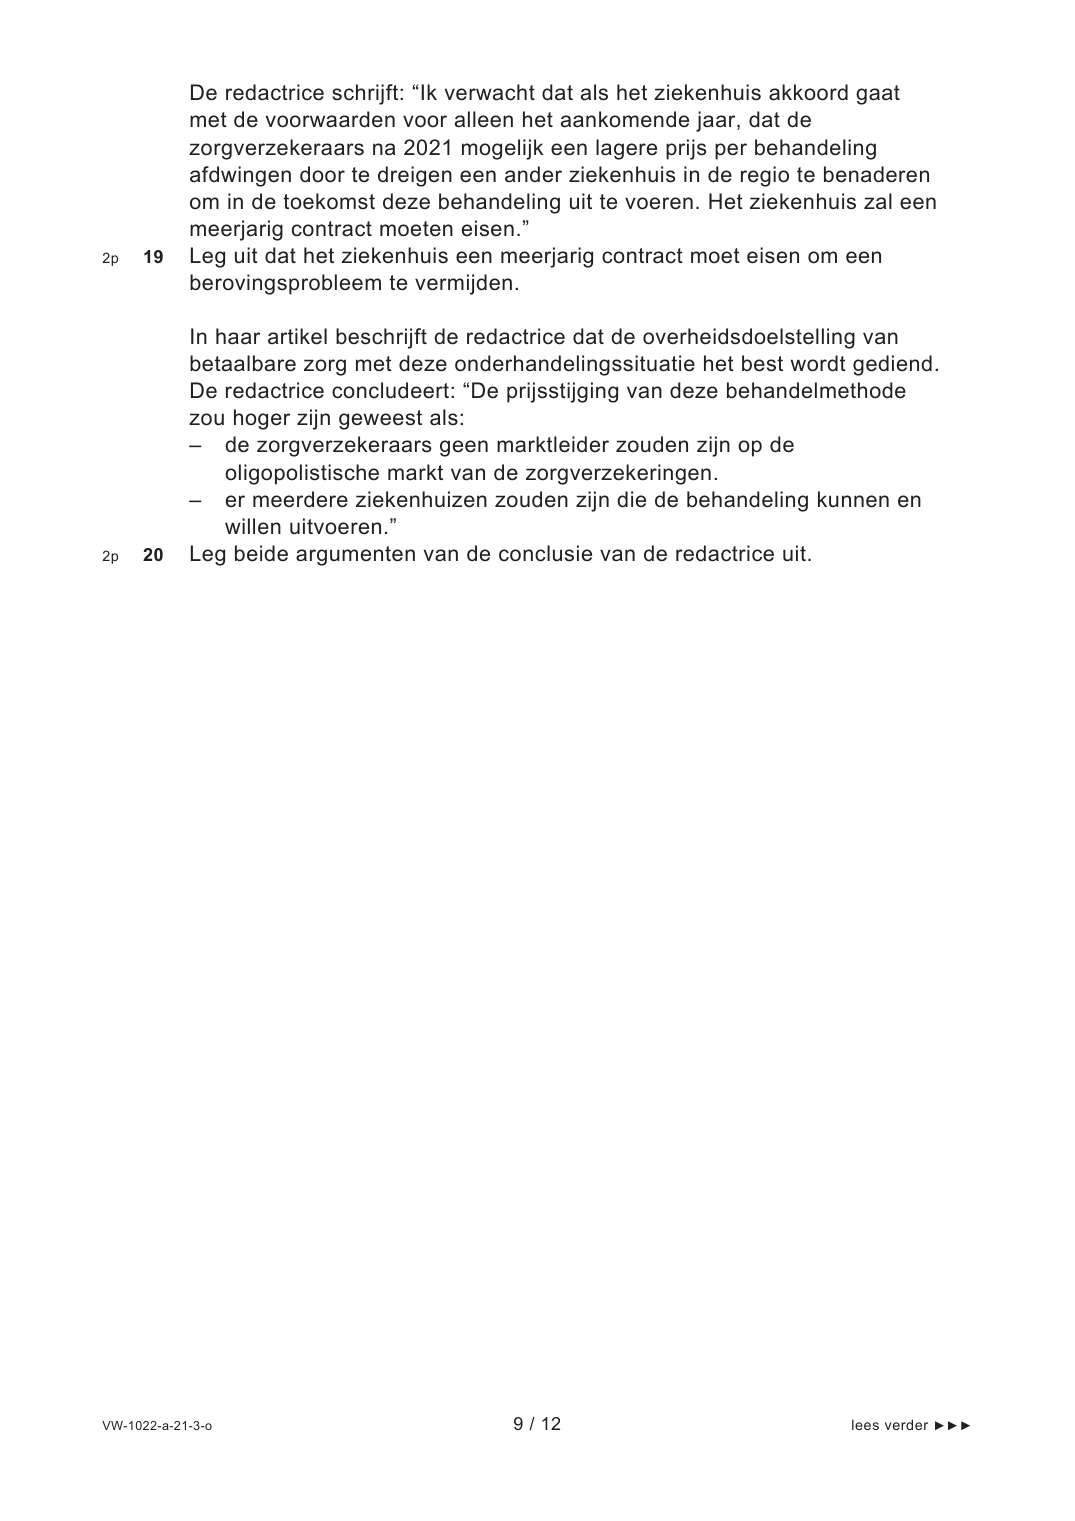 De redactrice schrijft: “Ik verwacht dat als het ziekenhuis akkoord gaat
met de voorwaarden voor alleen het aankomende jaar, dat de
zorgverzekeraars na 2021 mogelijk een lagere prijs per behandeling
afdwingen door te dreigen een ander ziekenhuis in de regio te benaderen
om in de toekomst deze behandeling uit te voeren. Het ziekenhuis zal een
meerjarig contract moeten eisen.”
2p 19 Leg uit dat het ziekenhuis een meerjarig contract moet eisen om een
berovingsprobleem te vermijden.
In haar artikel beschrijft de redactrice dat de overheidsdoelstelling van
betaalbare zorg met deze onderhandelingssituatie het best wordt gediend.
De redactrice concludeert: “De prijsstijging van deze behandelmethode
zou hoger zijn geweest als:
– de zorgverzekeraars geen marktleider zouden zijn op de
oligopolistische markt van de zorgverzekeringen.
– er meerdere ziekenhuizen zouden zijn die de behandeling kunnen en
willen uitvoeren.”
2p 20 Leg beide argumenten van de conclusie van de redactrice uit.
VW-1022-a-21-3-o 9 / 12 lees verder ►►►